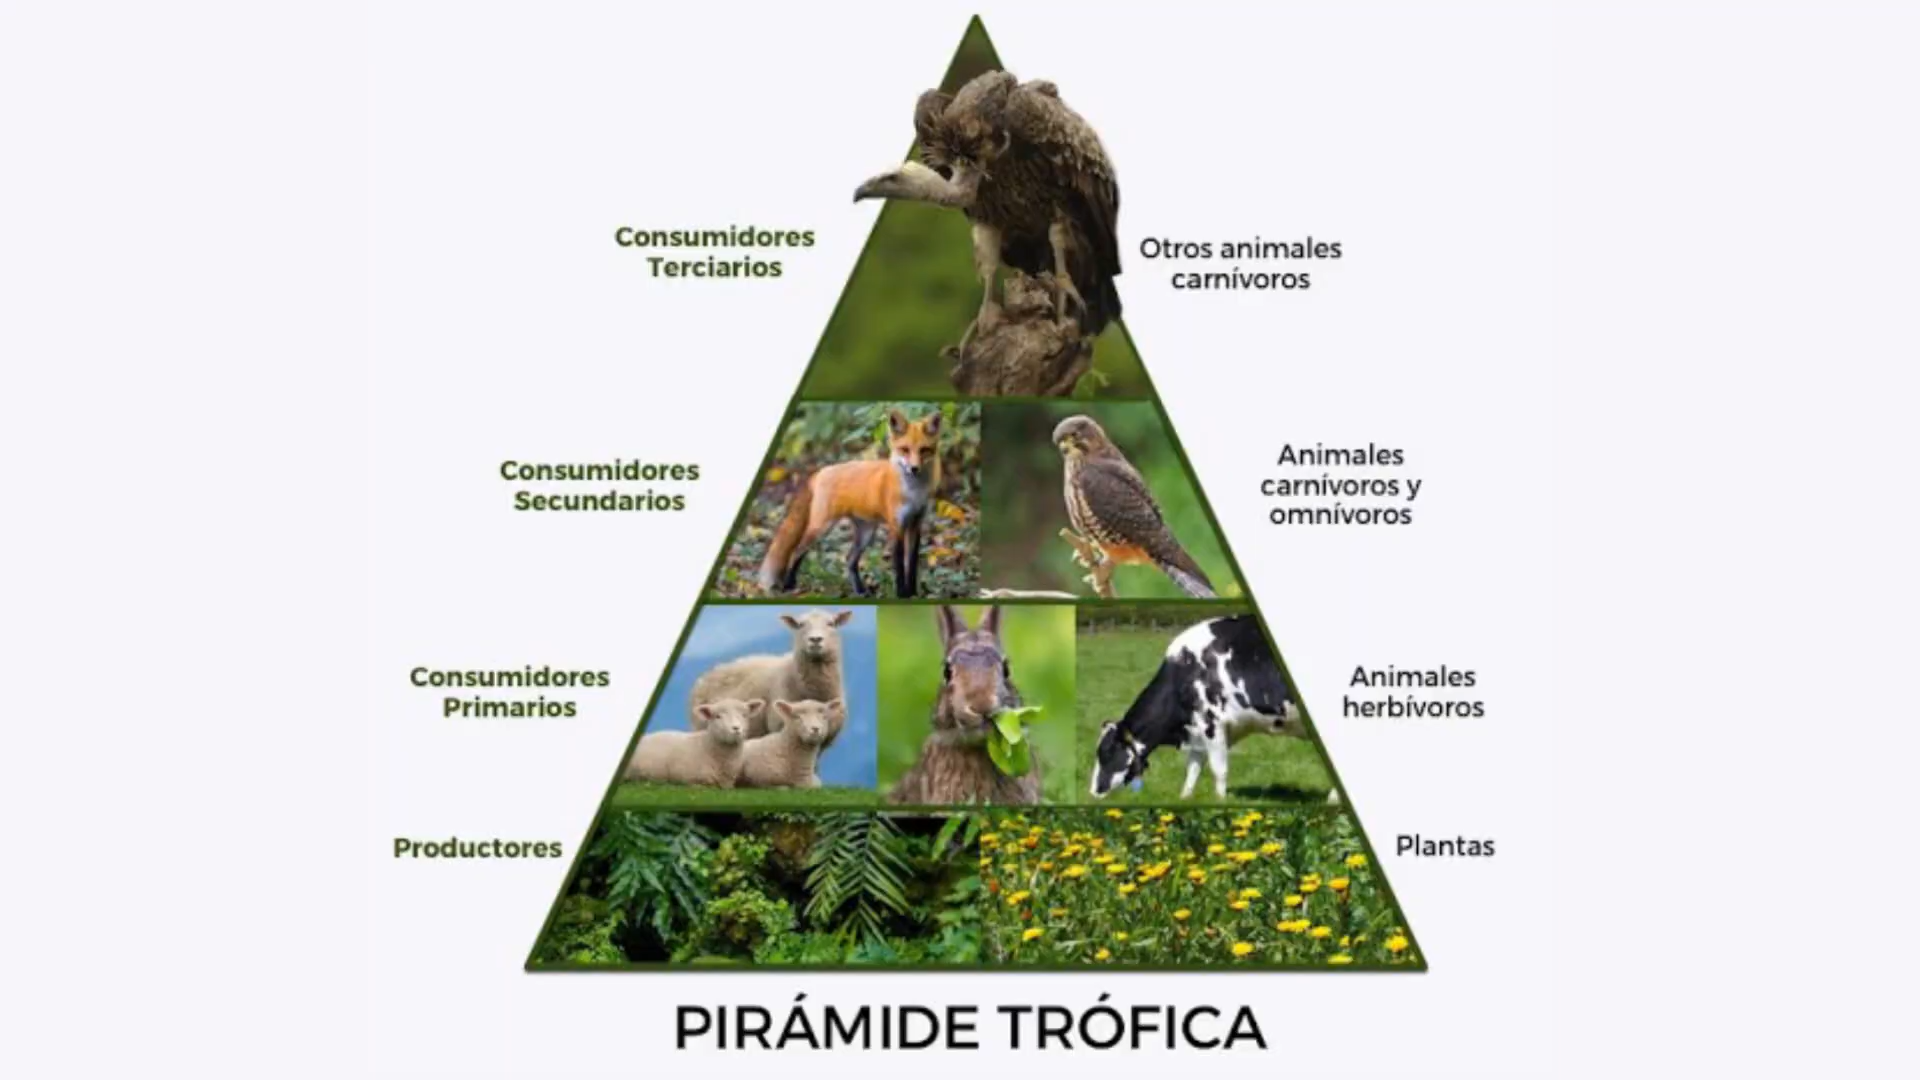 Consumidores
Terciarios
Otros animales
carnívoros
Consumidores
Secundarios
Animales
carnívoros y
omnívoros
Consumidores
Primarios
Animales
herbívoros
Productores
Plantas
PIRÁMIDE TRÓFICA